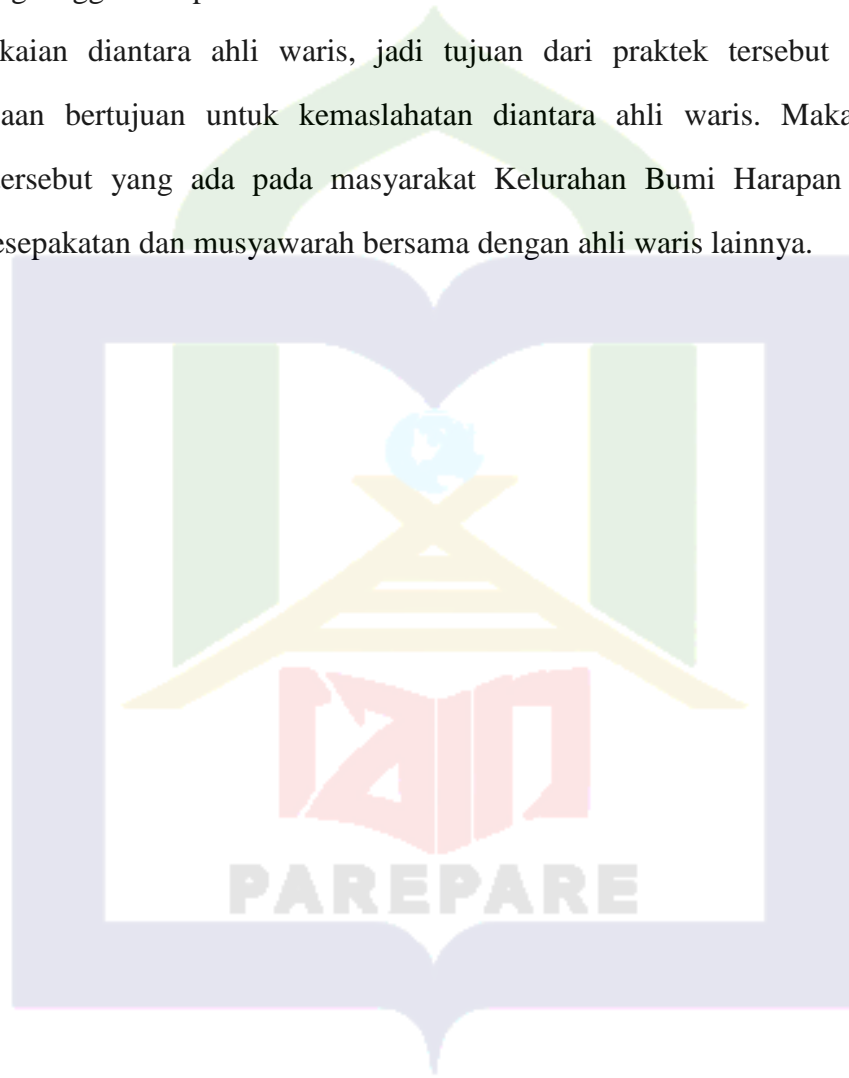 kaian diantara ahli waris, jadi tujuan dari praktek tersebut
aan bertujuan untuk kemaslahatan diantara ahli waris. Maka
ersebut yang ada pada masyarakat Kelurahan Bumi Harapan
esepakatan dan musyawarah bersama dengan ahli waris lainnya.
iain
PAREPARE